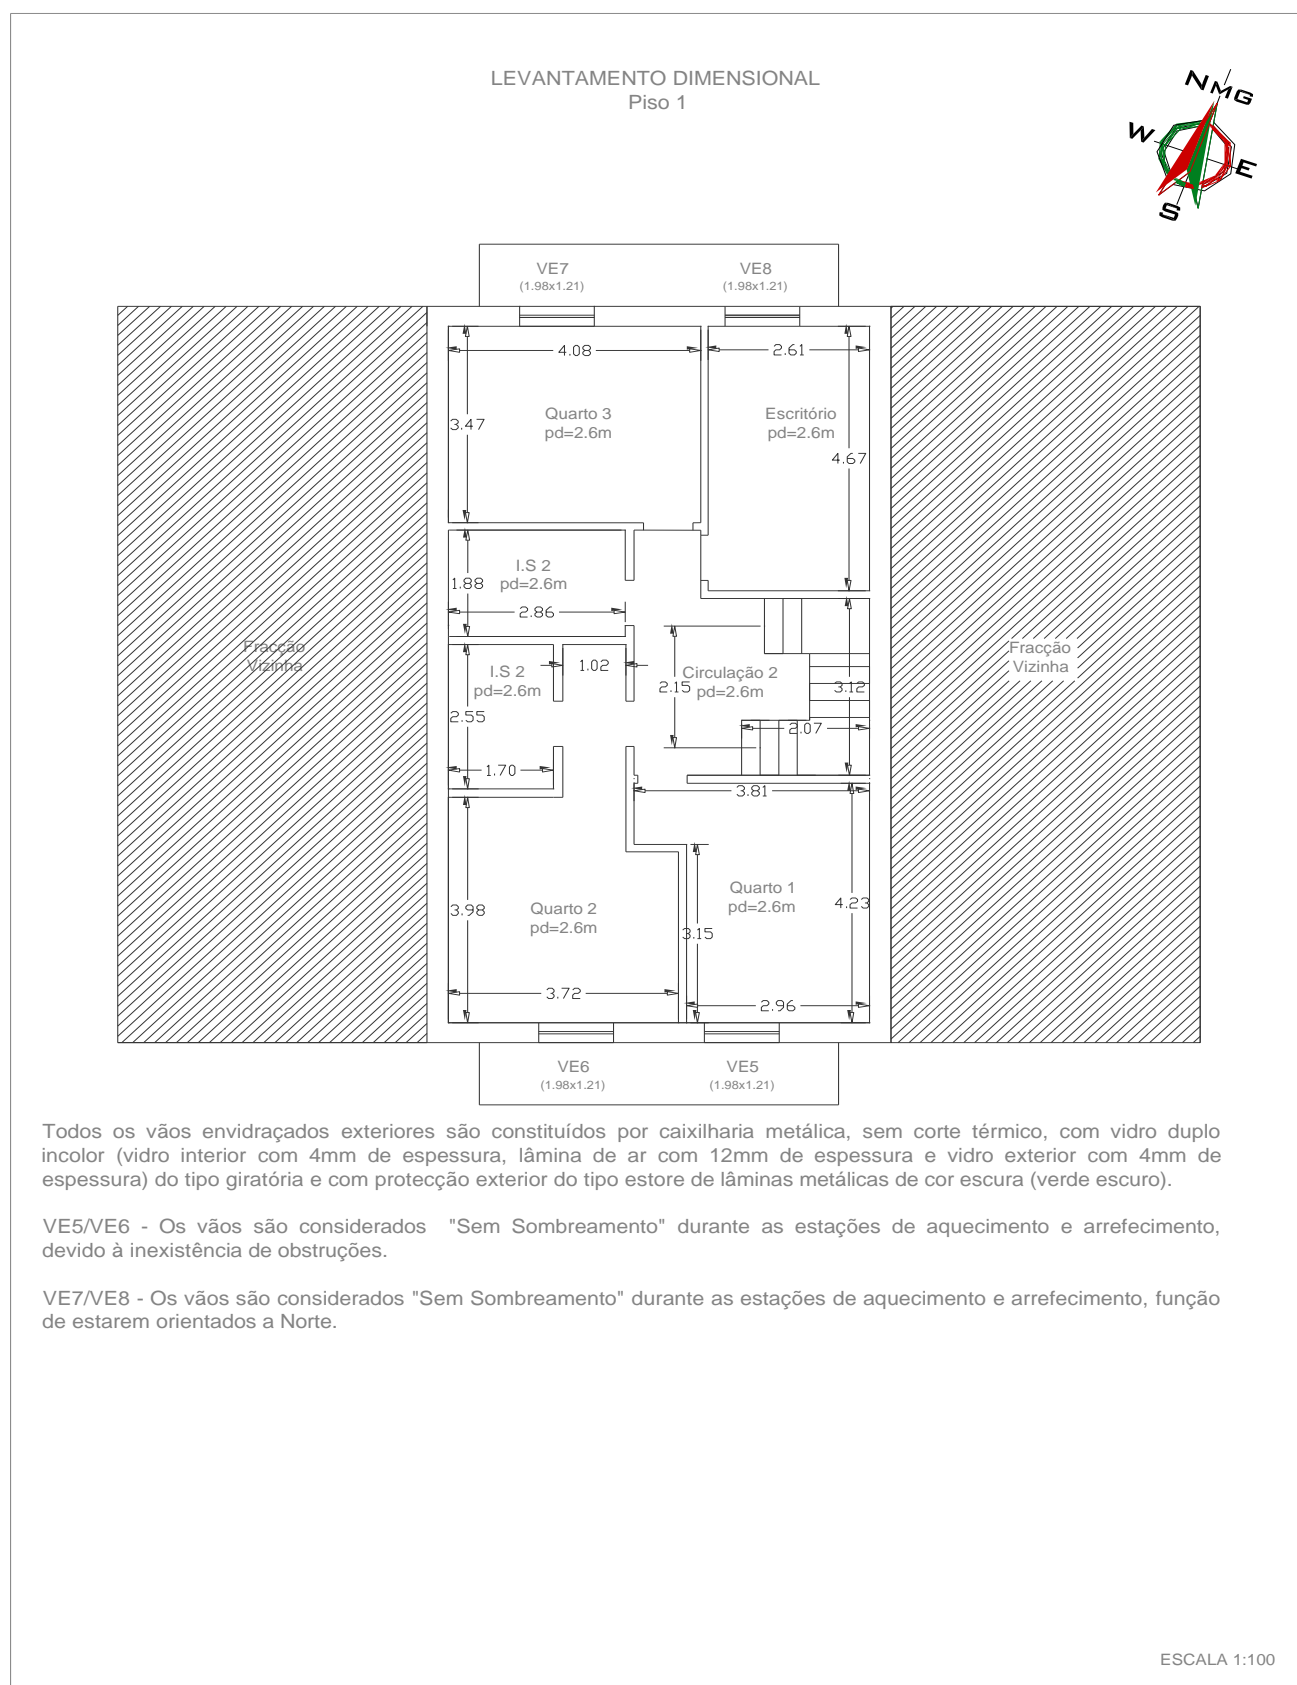 LEVANTAMENTO DIMENSIONAL
Piso 1
N
MG
W
E
S
VE7
(1.98x1.21)
VE8
(1.98x1.21)
4.08
2.61
3.47
Quarto 3
pd=2.6m
Escritório
pd=2.6m
4.67
I.S 2
pd=2.6m
1.88
2.86
Fracção
Vizinha
I.S 2
pd=2.6m
1.02
Circulação 2
pd=2.6m
2.15
3.12
Fracção
Vizinha
2.55
2.07
1.70
3.81
3.98
Quarto 2
pd=2.6m
Quarto 1
pd=2.6m
4.23
3.15
3.72
2.96
VE6
(1.98x1.21)
VE5
(1.98x1.21)
Todos os vãos envidraçados exteriores são constituídos por caixilharia metálica, sem corte térmico, com vidro duplo
incolor (vidro interior com 4mm de espessura, lâmina de ar com 12mm de espessura e vidro exterior com 4mm de
espessura) do tipo giratória e com protecção exterior do tipo estore de lâminas metálicas de cor escura (verde escuro).
VE5/VE6 - Os vãos são considerados "Sem Sombreamento" durante as estações de aquecimento e arrefecimento,
devido à inexistência de obstruções.
VE7/VE8 - Os vãos são considerados "Sem Sombreamento" durante as estações de aquecimento e arrefecimento, função
de estarem orientados a Norte.
ESCALA 1:100